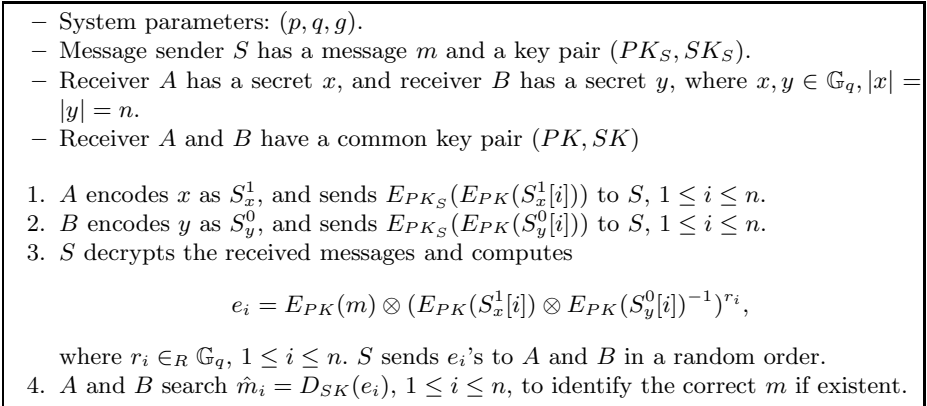 – System parameters: (p, q, g).
– Message sender S has a message m and a key pair (PK_S, SK_S).
– Receiver A has a secret x, and receiver B has a secret y, where x, y ∈ 𝔾_q, |x| =
|y| = n.
– Receiver A and B have a common key pair (PK, SK)
1. A encodes x as S_x^1, and sends E_{PK_S}(E_{PK}(S_x^1[i])) to S, 1 ≤ i ≤ n.
2. B encodes y as S_y^0, and sends E_{PK_S}(E_{PK}(S_y^0[i])) to S, 1 ≤ i ≤ n.
3. S decrypts the received messages and computes
e_i = E_{PK}(m) ⊗ (E_{PK}(S_x^1[i]) ⊗ E_{PK}(S_y^0[i])^{-1})^{r_i},
where r_i ∈_R 𝔾_q, 1 ≤ i ≤ n. S sends e_i's to A and B in a random order.
4. A and B search m̂_i = D_{SK}(e_i), 1 ≤ i ≤ n, to identify the correct m if existent.